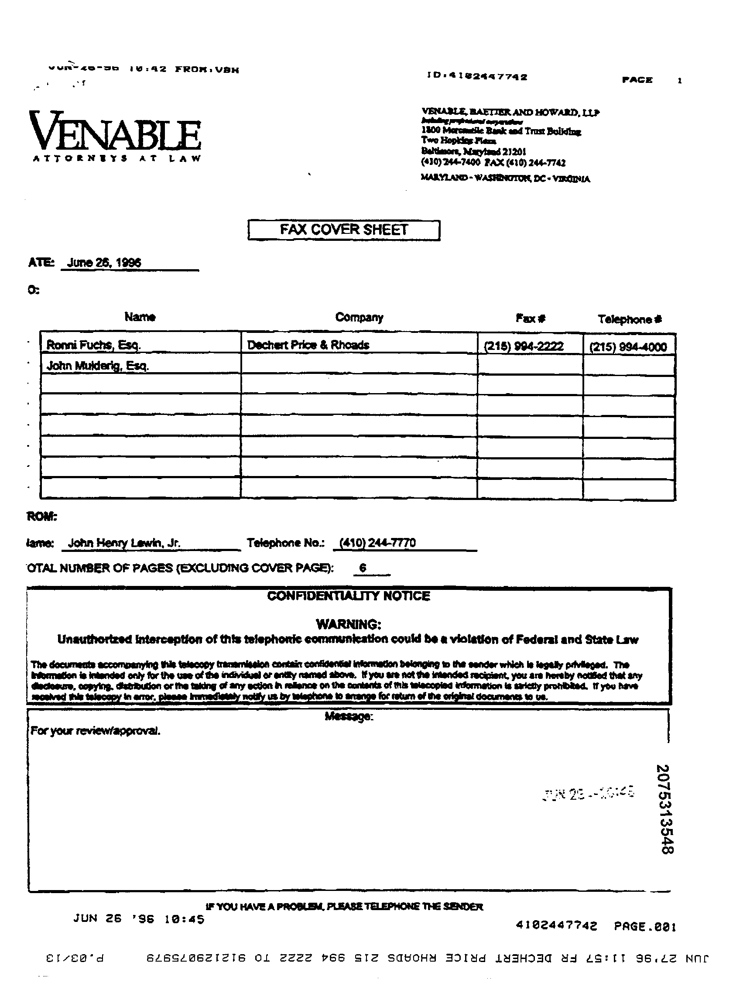 JUN-26-96 10:42 FROM:VBH ID:4102447742 PAGE 1
VENABLE
ATTORNEYS AT LAW
VENABLE, BAETJER AND HOWARD, LLP
Including professional corporations
1800 Mercantile Bank and Trust Building
Two Hopkins Plaza
Baltimore, Maryland 21201
(410) 244-7400 FAX (410) 244-7742
MARYLAND - WASHINGTON, DC - VIRGINIA
FAX COVER SHEET
ATE: June 26, 1996
O:
Name Company Fax # Telephone #
Ronni Fuchs, Esq. Dechert Price & Rhoads (215) 994-2222 (215) 994-4000
John Mulderig, Esq.
ROM:
lame: John Henry Lewin, Jr. Telephone No.: (410) 244-7770
OTAL NUMBER OF PAGES (EXCLUDING COVER PAGE): 6
CONFIDENTIALITY NOTICE
WARNING:
Unauthorized interception of this telephonic communication could be a violation of Federal and State Law
The documents accompanying this telecopy transmission contain confidential information belonging to the sender which is legally privileged. The
information is intended only for the use of the individual or entity named above. If you are not the intended recipient, you are hereby notified that any
disclosure, copying, distribution or the taking of any action in reliance on the contents of this telecopied information is strictly prohibited. If you have
received this telecopy in error, please immediately notify us by telephone to arrange for return of the original documents to us.
Message:
For your review/approval.
2075313548
IF YOU HAVE A PROBLEM, PLEASE TELEPHONE THE SENDER
JUN 26 '96 10:45 4102447742 PAGE.001
JUN 27,96 11:57 FR DECHERT PRICE RHOADS 215 994 2222 TO 912129075979 P.03/13